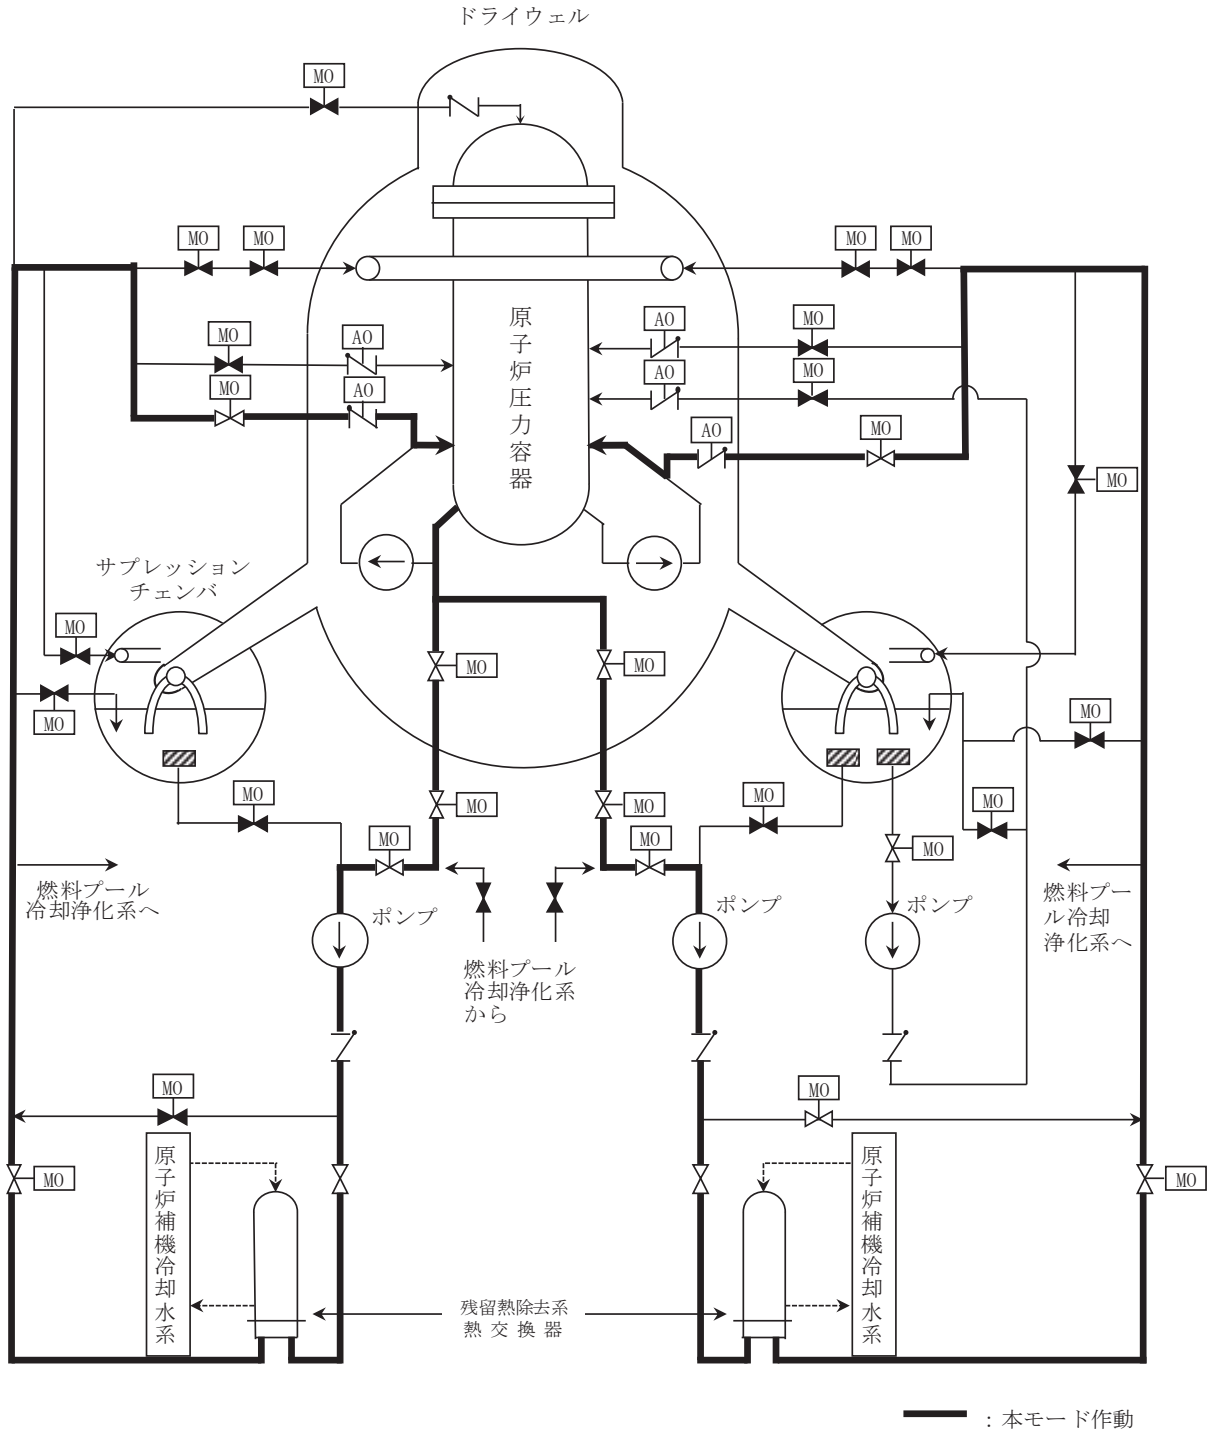 ドライウェル
MO
MO
MO
MO
MO
MO
AO
AO
MO
MO
AO
MO
AO
MO
AO
MO
原子炉圧力容器
MO
サプレッション
チェンバ
MO
MO
MO
MO
MO
MO
MO
MO
MO
MO
MO
MO
MO
MO
燃料プール
冷却浄化系へ
ポンプ
ポンプ
ポンプ
燃料プー
ル冷却
浄化系へ
燃料プール
冷却浄化系
から
MO
MO
MO
MO
原子炉補機冷却水系
原子炉補機冷却水系
残留熱除去系
熱交換器
：本モード作動